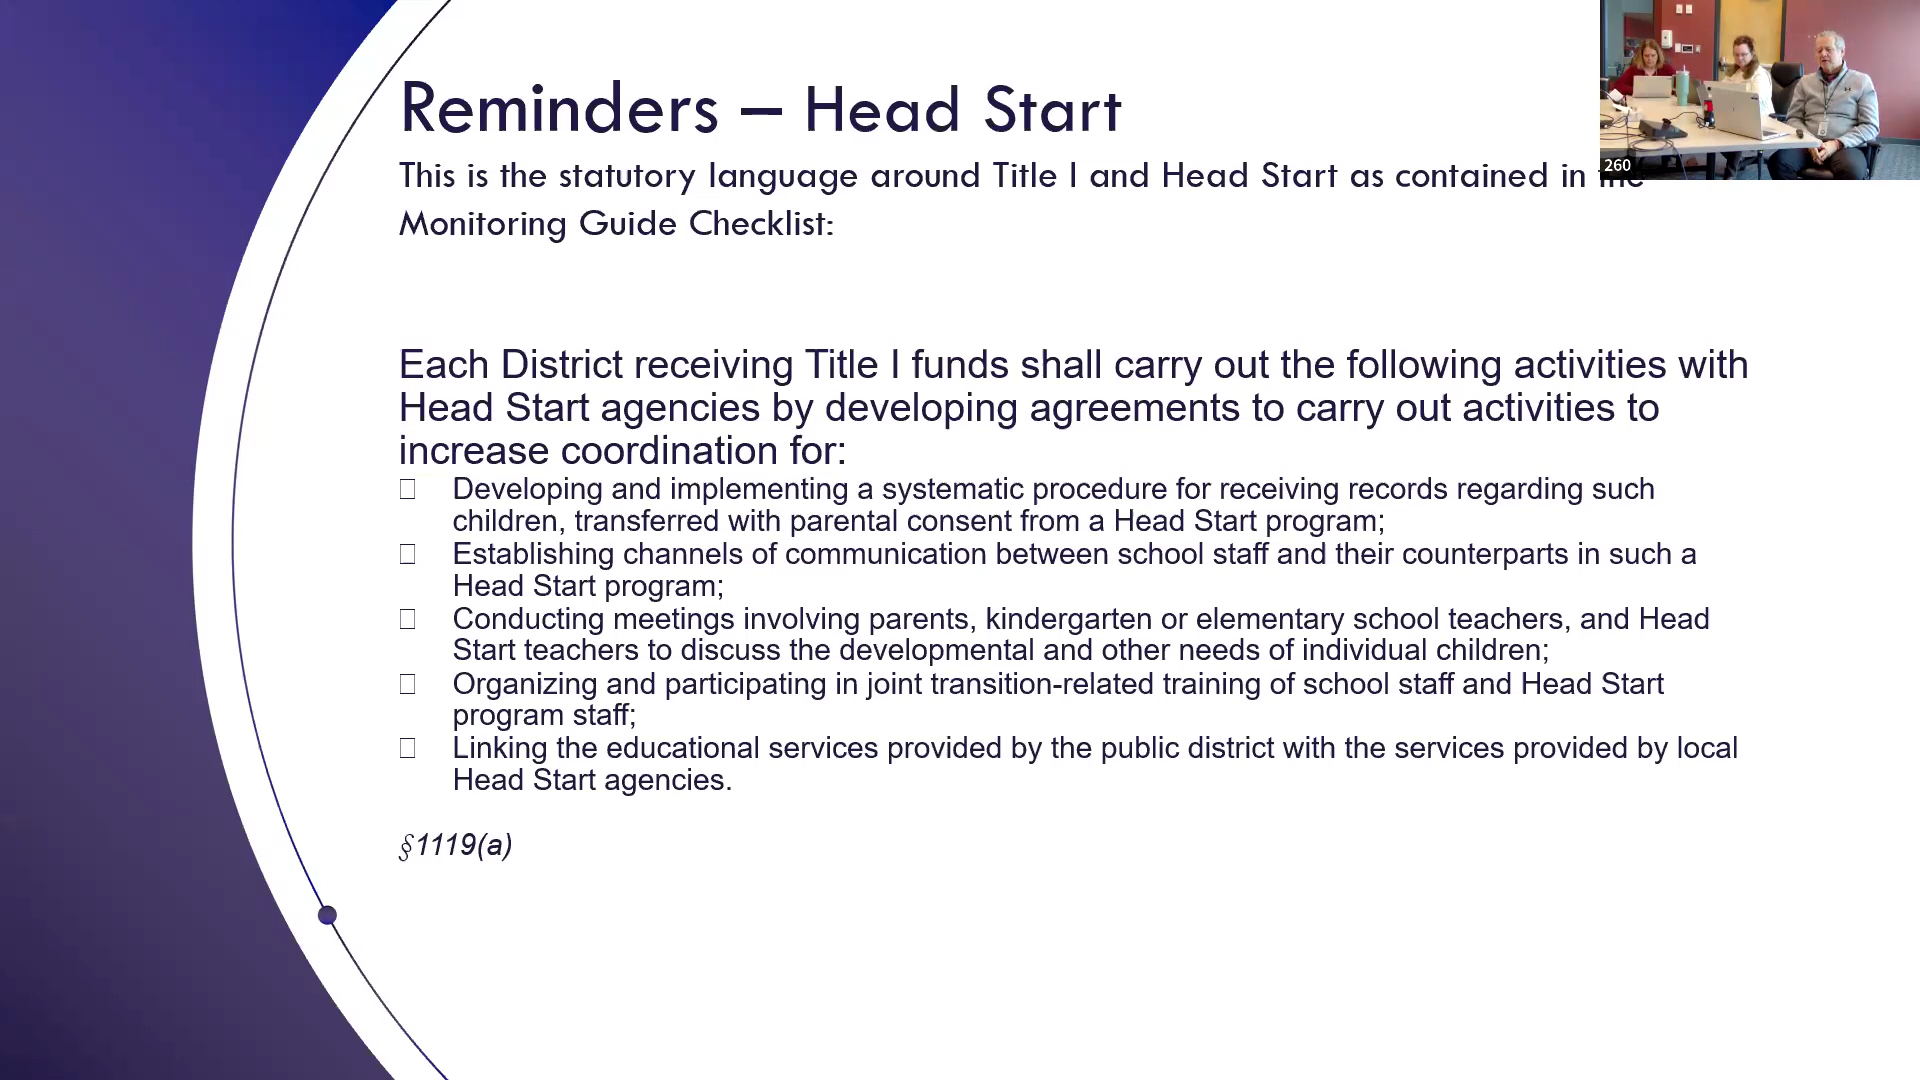 Reminders – Head Start
This is the statutory language around Title I and Head Start as contained in the
Monitoring Guide Checklist:
260
Each District receiving Title I funds shall carry out the following activities with
Head Start agencies by developing agreements to carry out activities to
increase coordination for:
Developing and implementing a systematic procedure for receiving records regarding such
children, transferred with parental consent from a Head Start program;
Establishing channels of communication between school staff and their counterparts in such a
Head Start program;
Conducting meetings involving parents, kindergarten or elementary school teachers, and Head
Start teachers to discuss the developmental and other needs of individual children;
Organizing and participating in joint transition-related training of school staff and Head Start
program staff;
Linking the educational services provided by the public district with the services provided by local
Head Start agencies.
§1119(a)